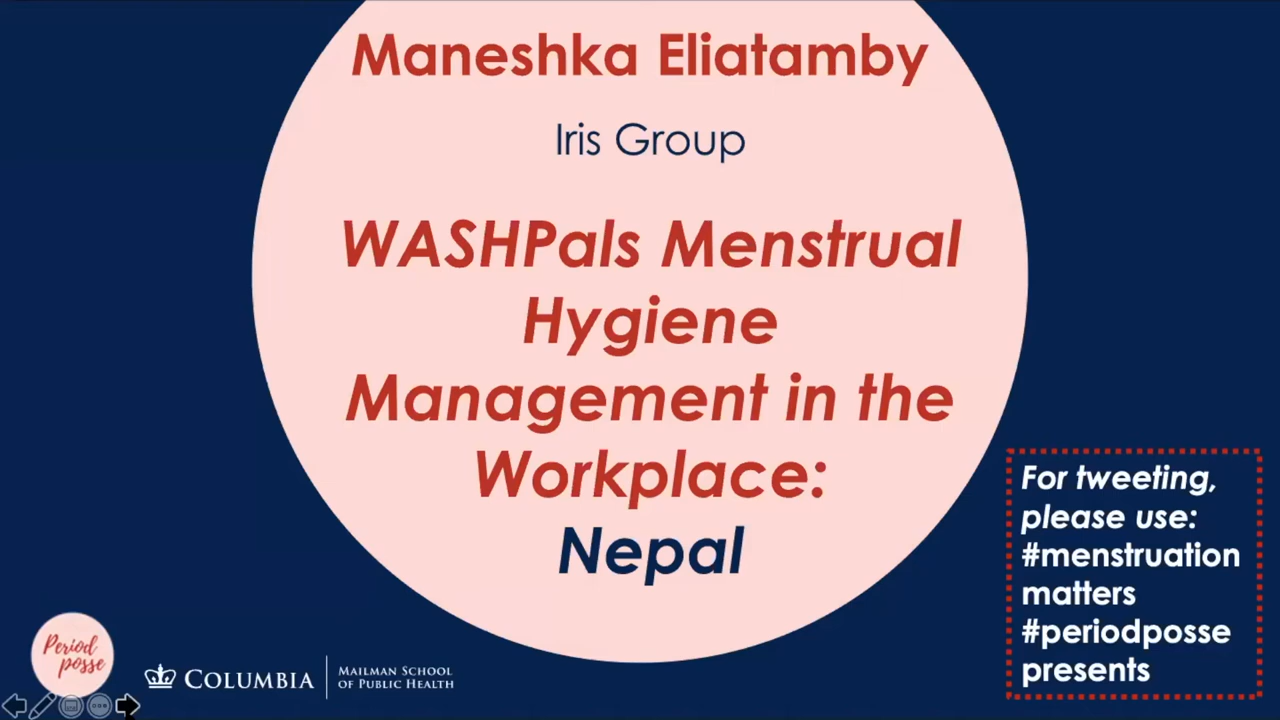 Maneshka Eliatamby
Iris Group
WASHPals Menstrual
Hygiene
Management in the
Workplace:
Nepal
For tweeting,
please use:
#menstruation
matters
#periodposse
presents
Period
posse
COLUMBIA
MAILMAN SCHOOL
OF PUBLIC HEALTH